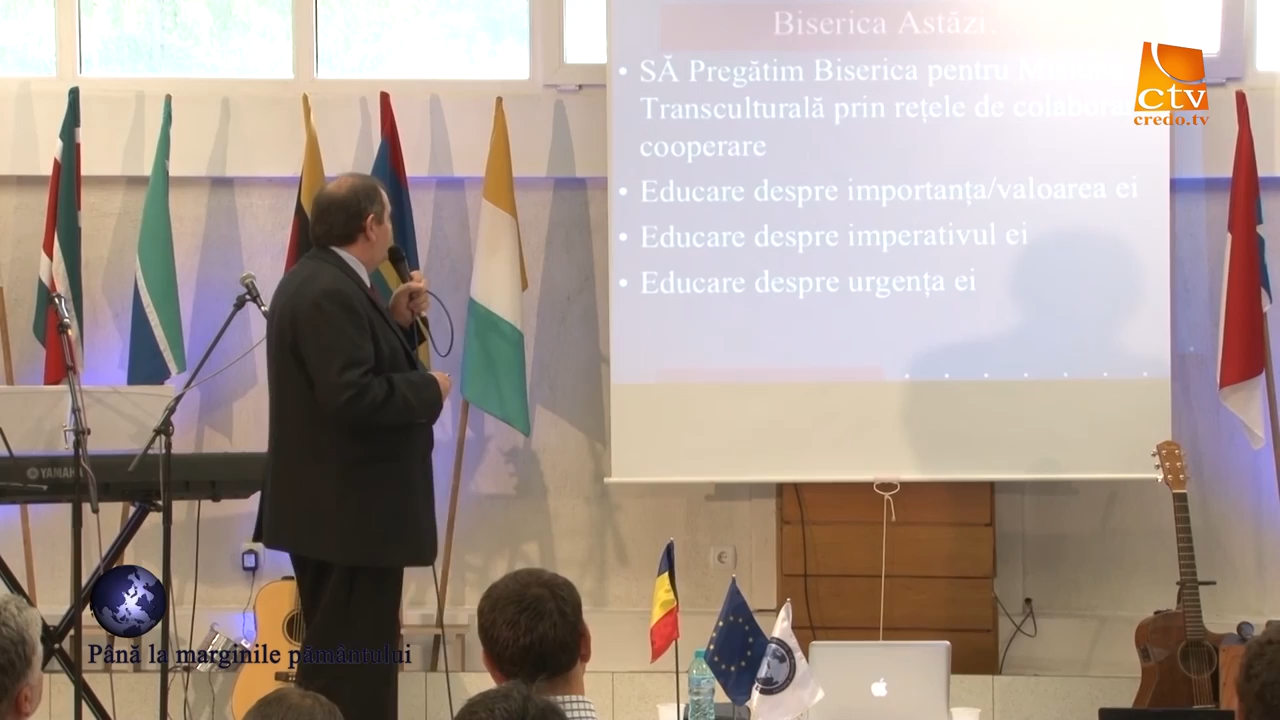 Biserica Astăzi
• SĂ Pregătim Biserica pentru
Transculturală prin rețele de
cooperare
• Educare despre importanța/valoarea ei
• Educare despre imperativul ei
• Educare despre urgența ei
ctv
credo.tv
YAMAHA
Până la marginile pământului